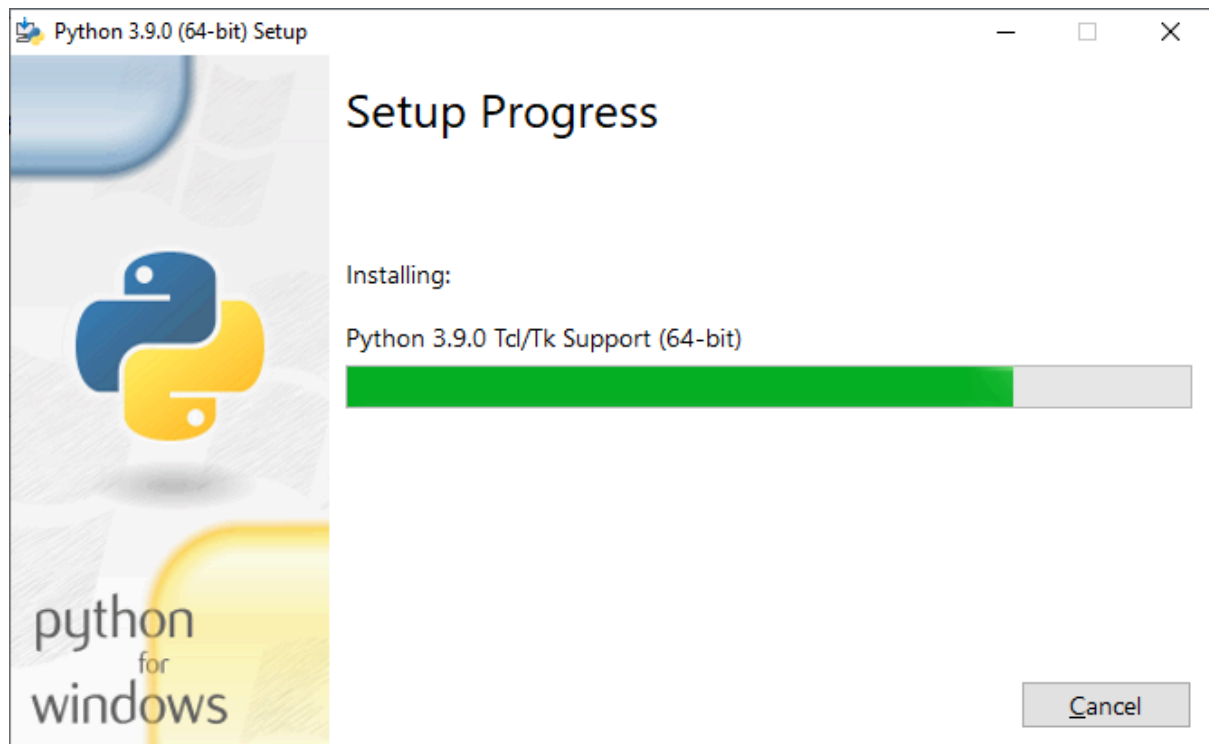 Python 3.9.0 (64-bit) Setup
Setup Progress
Installing:
Python 3.9.0 Tcl/Tk Support (64-bit)
python
for
windows
Cancel